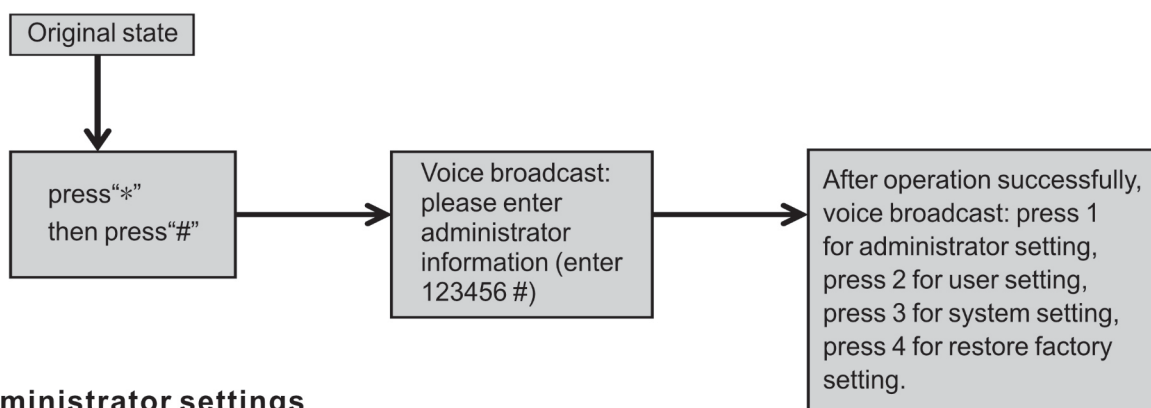 Original state
press“*”
then press“#”
Voice broadcast:
please enter
administrator
information (enter
123456 #)
After operation successfully,
voice broadcast: press 1
for administrator setting,
press 2 for user setting,
press 3 for system setting,
press 4 for restore factory
setting.
ministrator settings